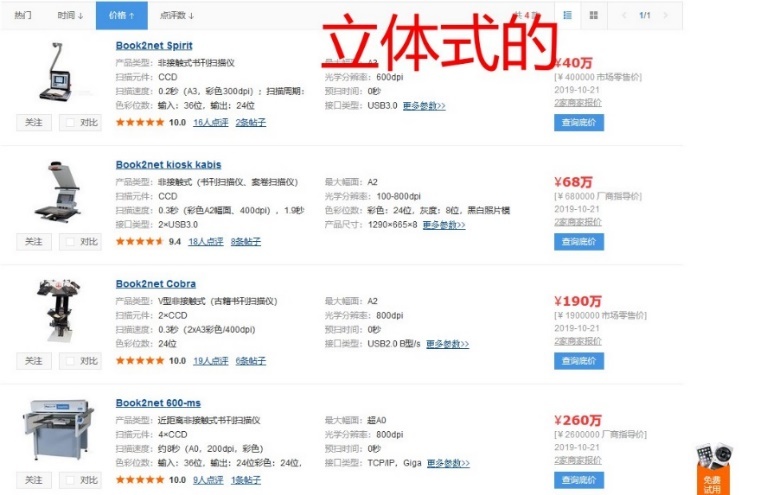 热门 时间↓ 价格↑ 点评数↓ 共 4 款 1/1
立体式的
Book2net Spirit
产品类型：非接触式书刊扫描仪
扫描元件：CCD 光学分辨率：600dpi
扫描速度：0.2秒（A3，彩色300dpi）；扫描周期： 预扫时间：0秒
色彩位数：输入：36位，输出：24位 接口类型：USB3.0 更多参数>>
关注 对比 10.0 16人点评 2条帖子
¥40万
[¥ 400000 市场零售价]
2019-10-21
2家商家报价
查询底价
Book2net kiosk kabis
产品类型：非接触式（书刊扫描仪、案卷扫描仪） 最大幅面：A2
扫描元件：CCD 光学分辨率：100-800dpi
扫描速度：0.3秒（彩色A2幅面，400dpi），1.9秒 色彩位数：彩色：24位，灰度：8位，黑白照片模
接口类型：2×USB3.0 产品尺寸：1290×665×8 更多参数>>
关注 对比 9.4 18人点评 8条帖子
¥68万
[¥ 680000 厂商指导价]
2019-10-21
2家商家报价
查询底价
Book2net Cobra
产品类型：V型非接触式（古籍书刊扫描仪） 最大幅面：A2
扫描元件：2×CCD 光学分辨率：800dpi
扫描速度：0.3秒（2xA3彩色/400dpi） 预扫时间：0秒
色彩位数：24位 接口类型：USB2.0 B型/s 更多参数>>
关注 对比 10.0 19人点评 6条帖子
¥190万
[¥ 1900000 市场零售价]
2019-10-21
2家商家报价
查询底价
Book2net 600-ms
产品类型：近距离非接触式书刊扫描仪 最大幅面：超A0
扫描元件：4×CCD 光学分辨率：800dpi
扫描速度：约8秒（A0，200dpi，彩色） 预扫时间：0秒
色彩位数：输入：36位，输出：24位彩色：24位， 接口类型：TCP/IP，Giga 更多参数>>
关注 对比 10.0 9人点评 1条帖子
¥260万
[¥ 2600000 厂商指导价]
2019-10-21
2家商家报价
查询底价
免费
试用